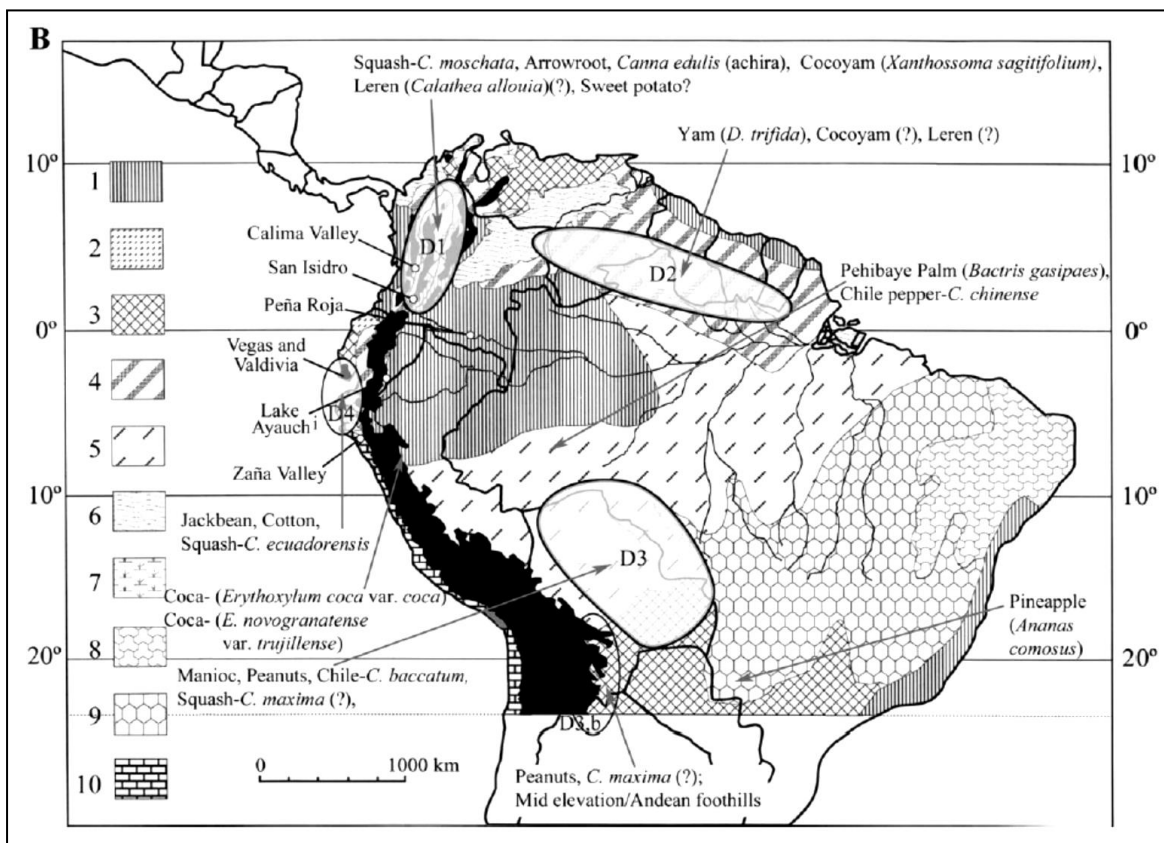 B
Squash-C. moschata, Arrowroot, Canna edulis (achira), Cocoyam (Xanthossoma sagitifolium),
Leren (Calathea allouia)(?), Sweet potato?
Yam (D. trifida), Cocoyam (?), Leren (?)
10º
10º
1
Calima Valley
D1
San Isidro
D2
2
Pehibaye Palm (Bactris gasipaes),
Chile pepper-C. chinense
Peña Roja
3
0º
0º
Vegas and
Valdivia
4
D4
Lake
Ayauchi
5
Zaña Valley
10º
10º
6
Jackbean, Cotton,
Squash-C. ecuadorensis
D3
7
Coca- (Erythoxylum coca var. coca)
Coca- (E. novogranatense
var. trujillense)
Pineapple
(Ananas
comosus)
8
20º
20º
Manioc, Peanuts, Chile-C. baccatum,
Squash-C. maxima (?),
9
D3.b
0
1000 km
10
Peanuts, C. maxima (?);
Mid elevation/Andean foothills